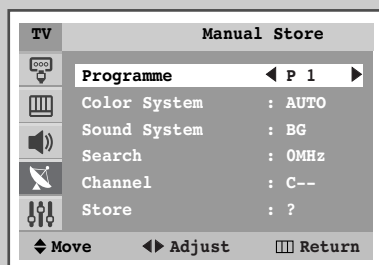 TV Manual Store
Programme ◀ P 1 ▶
Color System : AUTO
Sound System : BG
Search : 0MHz
Channel : C--
Store : ?
Move Adjust Return